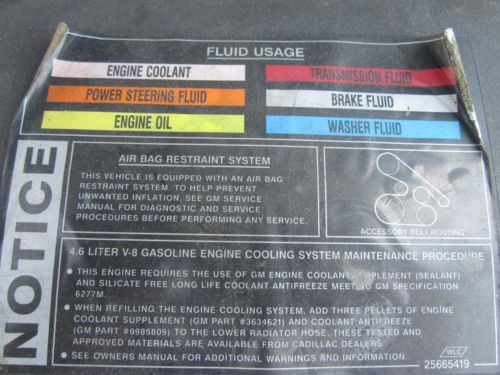 FLUID USAGE
ENGINE COOLANT
TRANSMISSION FLUID
POWER STEERING FLUID
BRAKE FLUID
ENGINE OIL
WASHER FLUID
NOTICE
AIR BAG RESTRAINT SYSTEM
THIS VEHICLE IS EQUIPPED WITH AN AIR BAG
RESTRAINT SYSTEM. TO HELP PREVENT
UNWANTED INFLATION, SEE GM SERVICE
MANUAL FOR DIAGNOSTIC AND SERVICE
PROCEDURES BEFORE PERFORMING ANY SERVICE.
ACCESSORY BELT ROUTING
4.6 LITER V-8 GASOLINE ENGINE COOLING SYSTEM MAINTENANCE PROCEDURE
• THIS ENGINE REQUIRES THE USE OF GM ENGINE COOLANT SUPPLEMENT (SEALANT)
AND SILICATE FREE LONG LIFE COOLANT ANTIFREEZE MEETING GM SPECIFICATION
6277M.
• WHEN REFILLING THE ENGINE COOLING SYSTEM, ADD THREE PELLETS OF ENGINE
COOLANT SUPPLEMENT (GM PART #3634621) AND COOLANT ANTIFREEZE
(GM PART #9985809) TO THE LOWER RADIATOR HOSE. THESE TESTED AND
APPROVED MATERIALS ARE AVAILABLE FROM CADILLAC DEALERS.
• SEE OWNERS MANUAL FOR ADDITIONAL WARNINGS AND INFORMATION.
WLC
25665419